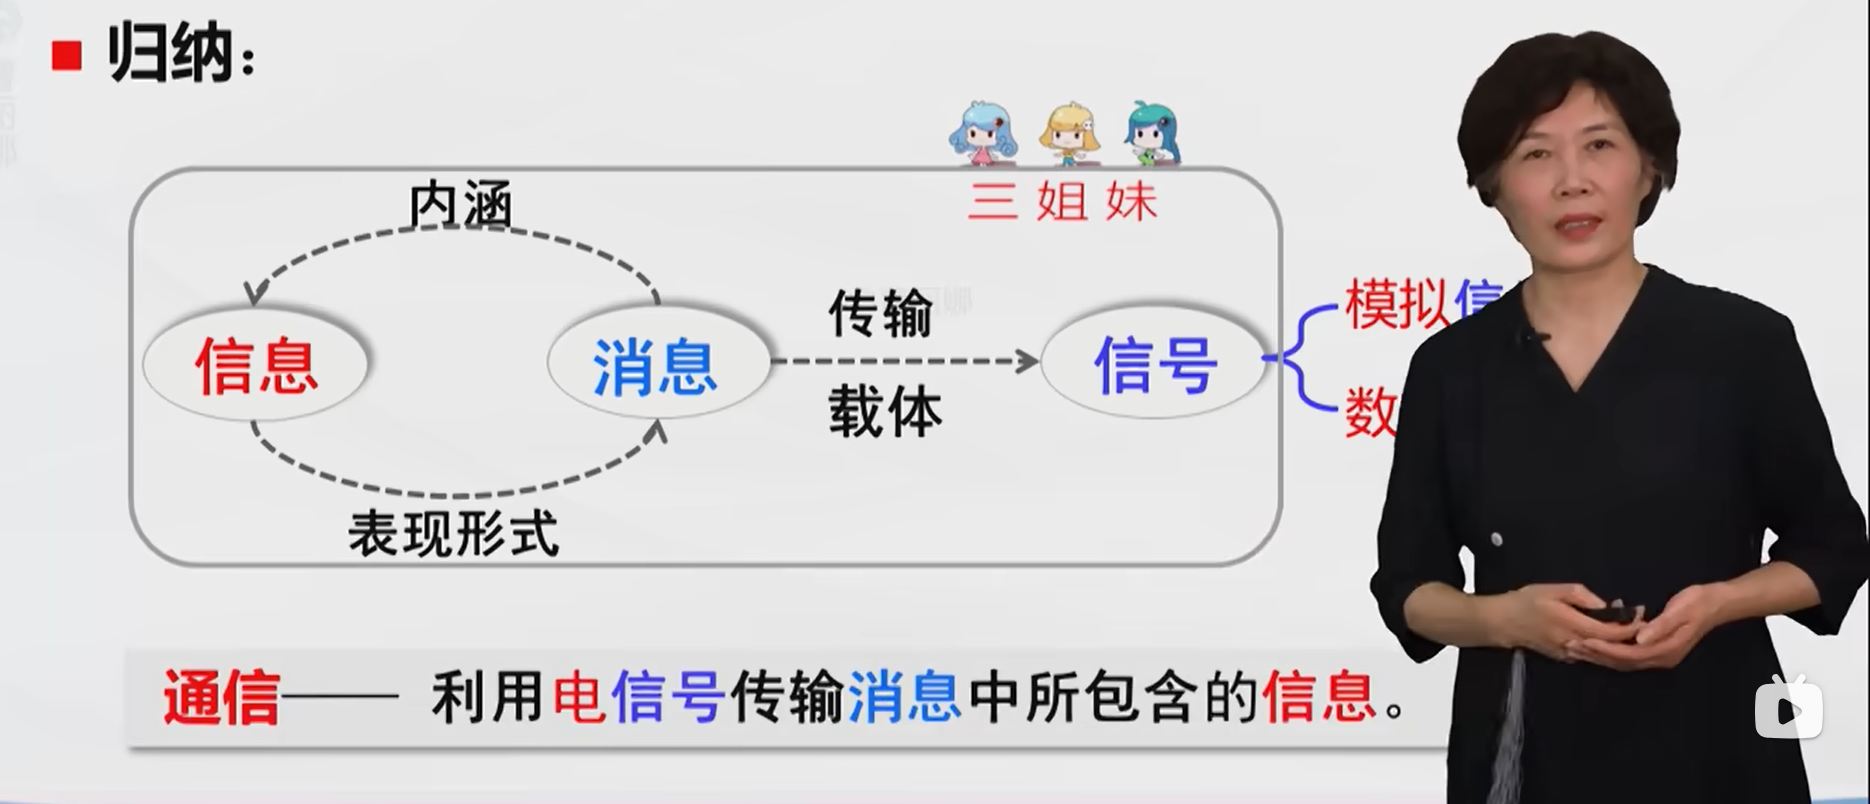 归纳：
三姐妹
内涵
传输
模拟信
信息
消息
信号
载体
数
表现形式
通信—— 利用电信号传输消息中所包含的信息。